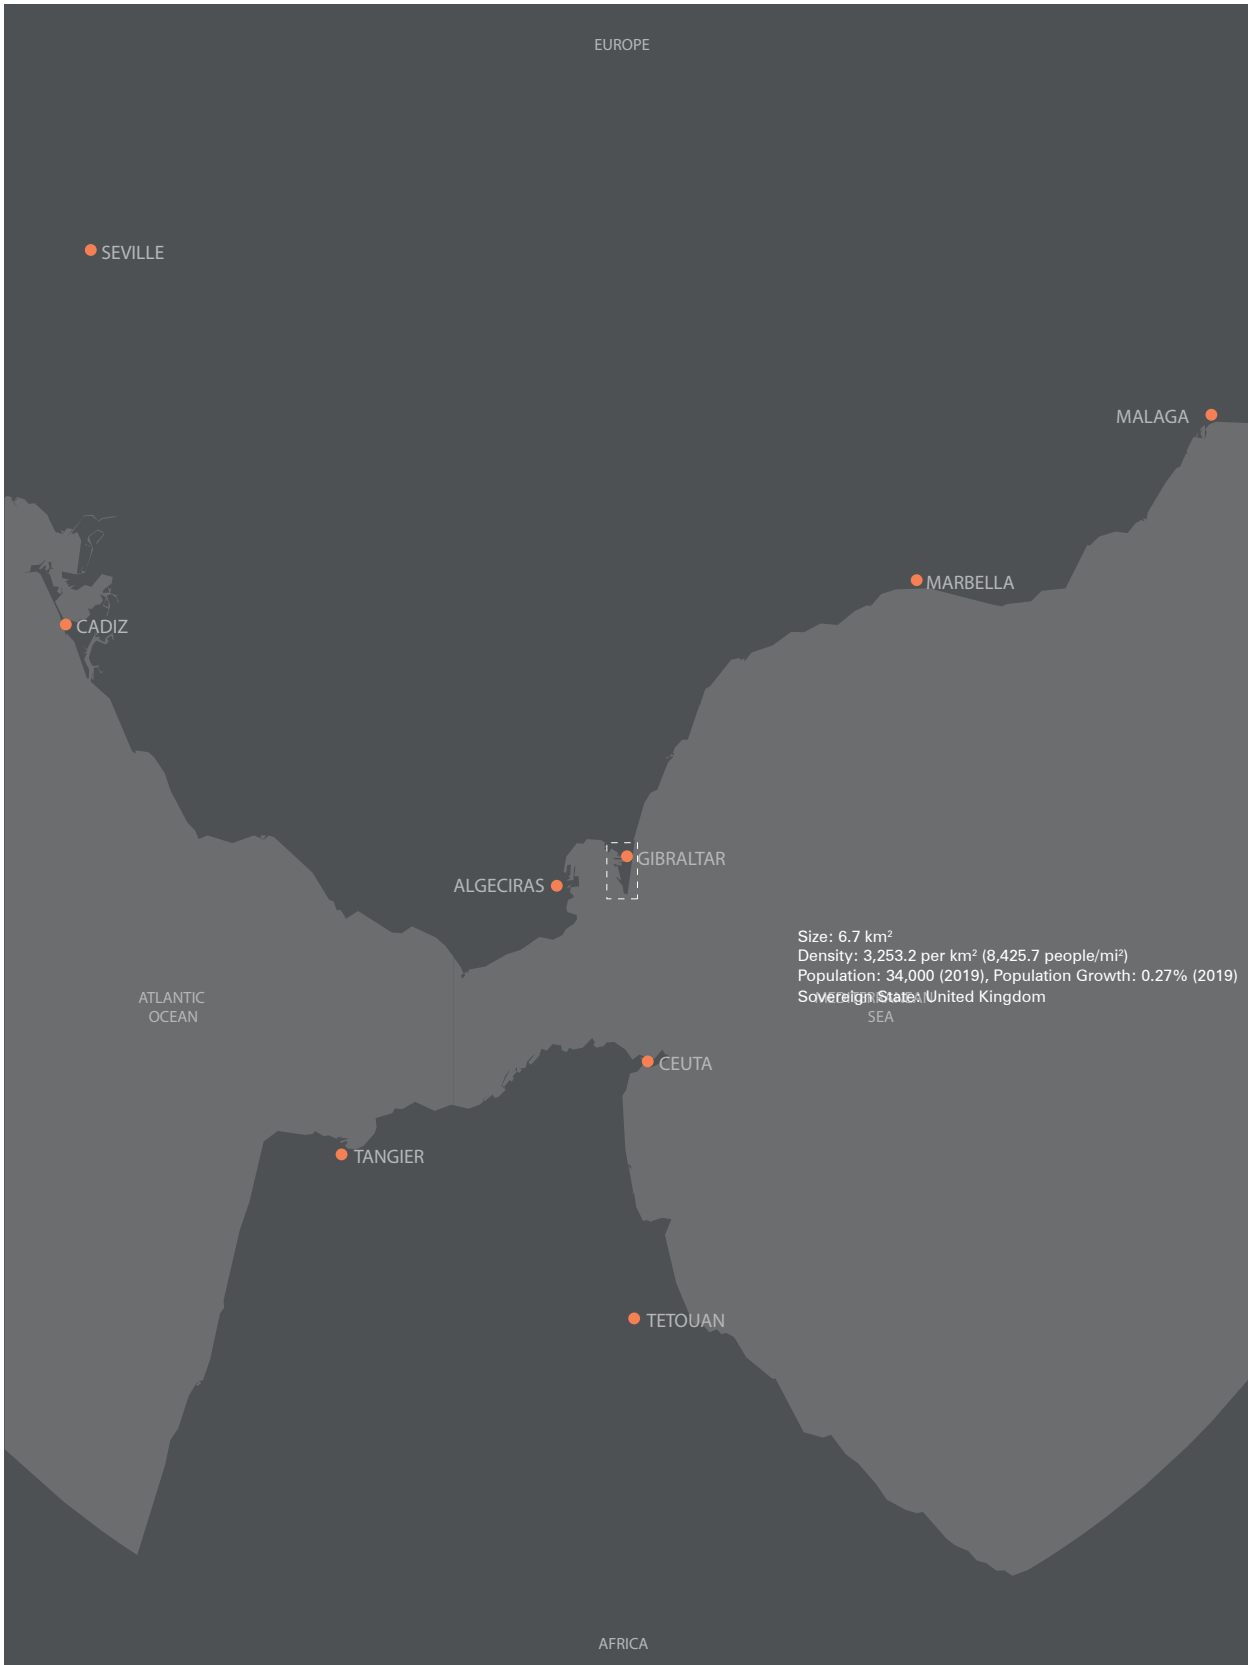 EUROPE
SEVILLE
MALAGA
MARBELLA
CADIZ
GIBRALTAR
ALGECIRAS
Size: 6.7 km²
Density: 3,253.2 per km² (8,425.7 people/mi²)
Population: 34,000 (2019), Population Growth: 0.27% (2019)
Sovereign State: United Kingdom
ATLANTIC
OCEAN
MEDITERRANEAN
SEA
CEUTA
TANGIER
TETOUAN
AFRICA